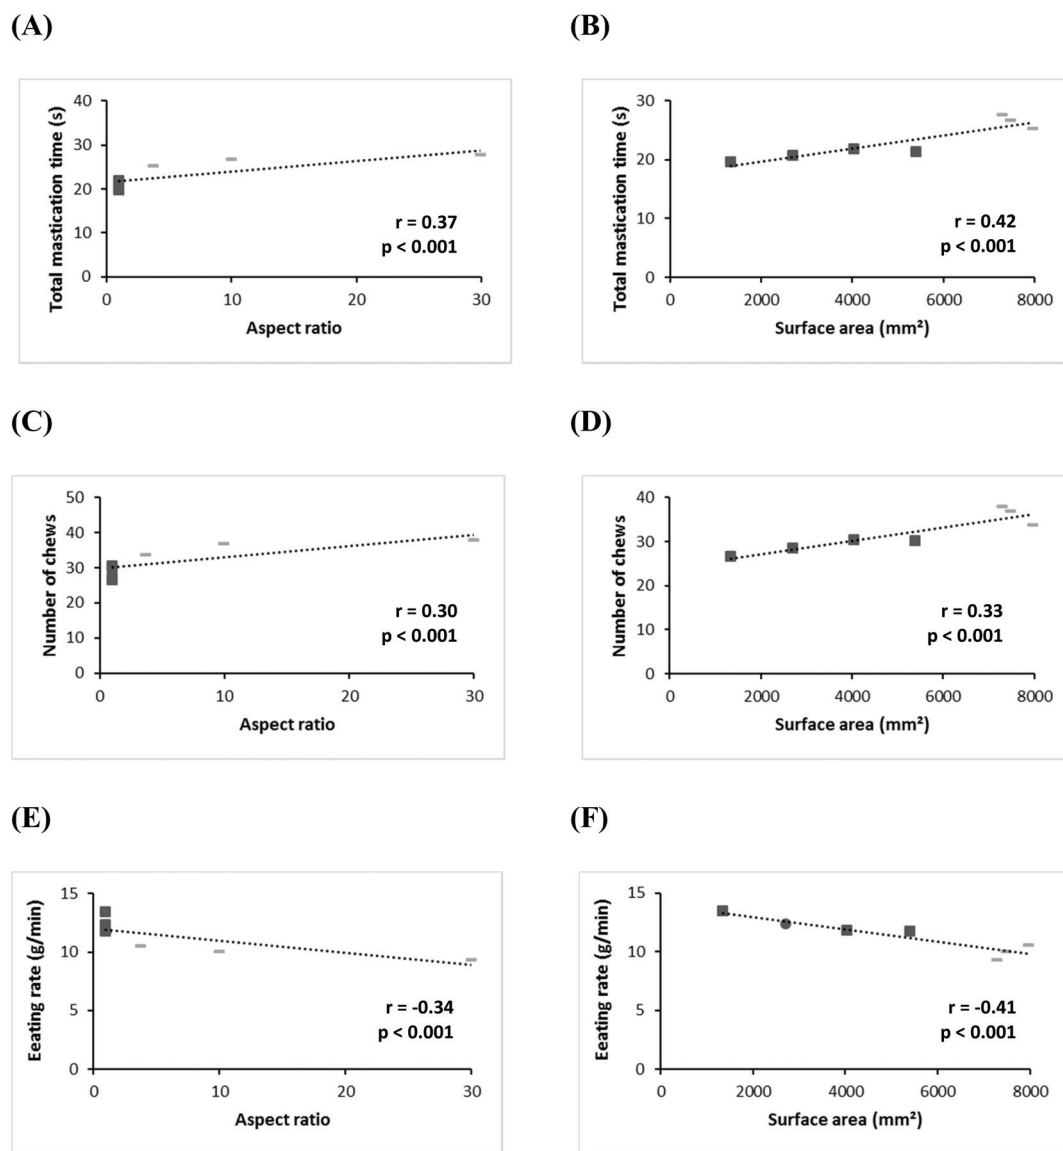 (A)
(B)
Total mastication time (s)
40
30
20
10
0
0
10
20
30
Aspect ratio
r = 0.37
p < 0.001
Total mastication time (s)
30
20
10
0
0
2000
4000
6000
8000
Surface area (mm²)
r = 0.42
p < 0.001
(C)
(D)
Number of chews
50
40
30
20
10
0
0
10
20
30
Aspect ratio
r = 0.30
p < 0.001
Number of chews
40
30
20
10
0
0
2000
4000
6000
8000
Surface area (mm²)
r = 0.33
p < 0.001
(E)
(F)
Eeating rate (g/min)
15
10
5
0
0
10
20
30
Aspect ratio
r = -0.34
p < 0.001
Eeating rate (g/min)
15
10
5
0
0
2000
4000
6000
8000
Surface area (mm²)
r = -0.41
p < 0.001